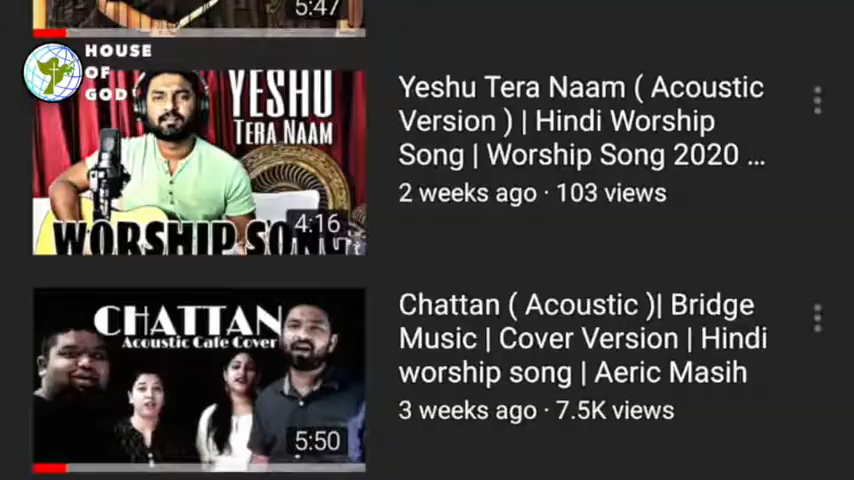 5:47
HOUSE
OF
GOD
YESHU
TERA NAAM
4:16
WORSHIP SONG
Yeshu Tera Naam ( Acoustic
Version ) | Hindi Worship
Song | Worship Song 2020 ...
2 weeks ago · 103 views
CHATTAN
Acoustic Cafe Cover
5:50
Chattan ( Acoustic )| Bridge
Music | Cover Version | Hindi
worship song | Aeric Masih
3 weeks ago · 7.5K views